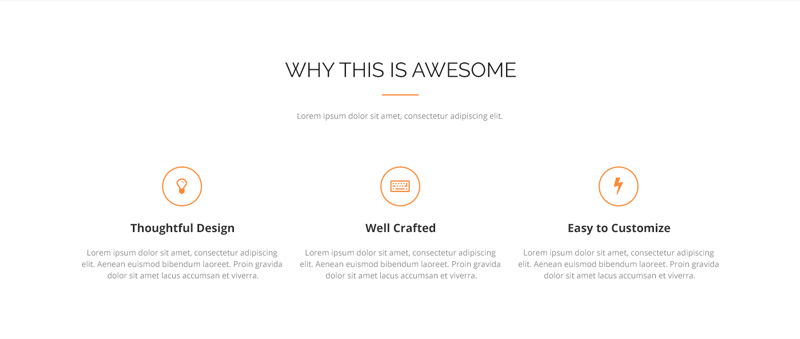 WHY THIS IS AWESOME
Lorem ipsum dolor sit amet, consectetur adipiscing elit.
Thoughtful Design
Lorem ipsum dolor sit amet, consectetur adipiscing
elit. Aenean euismod bibendum laoreet. Proin gravida
dolor sit amet lacus accumsan et viverra.
Well Crafted
Lorem ipsum dolor sit amet, consectetur adipiscing
elit. Aenean euismod bibendum laoreet. Proin gravida
dolor sit amet lacus accumsan et viverra.
Easy to Customize
Lorem ipsum dolor sit amet, consectetur adipiscing
elit. Aenean euismod bibendum laoreet. Proin gravida
dolor sit amet lacus accumsan et viverra.